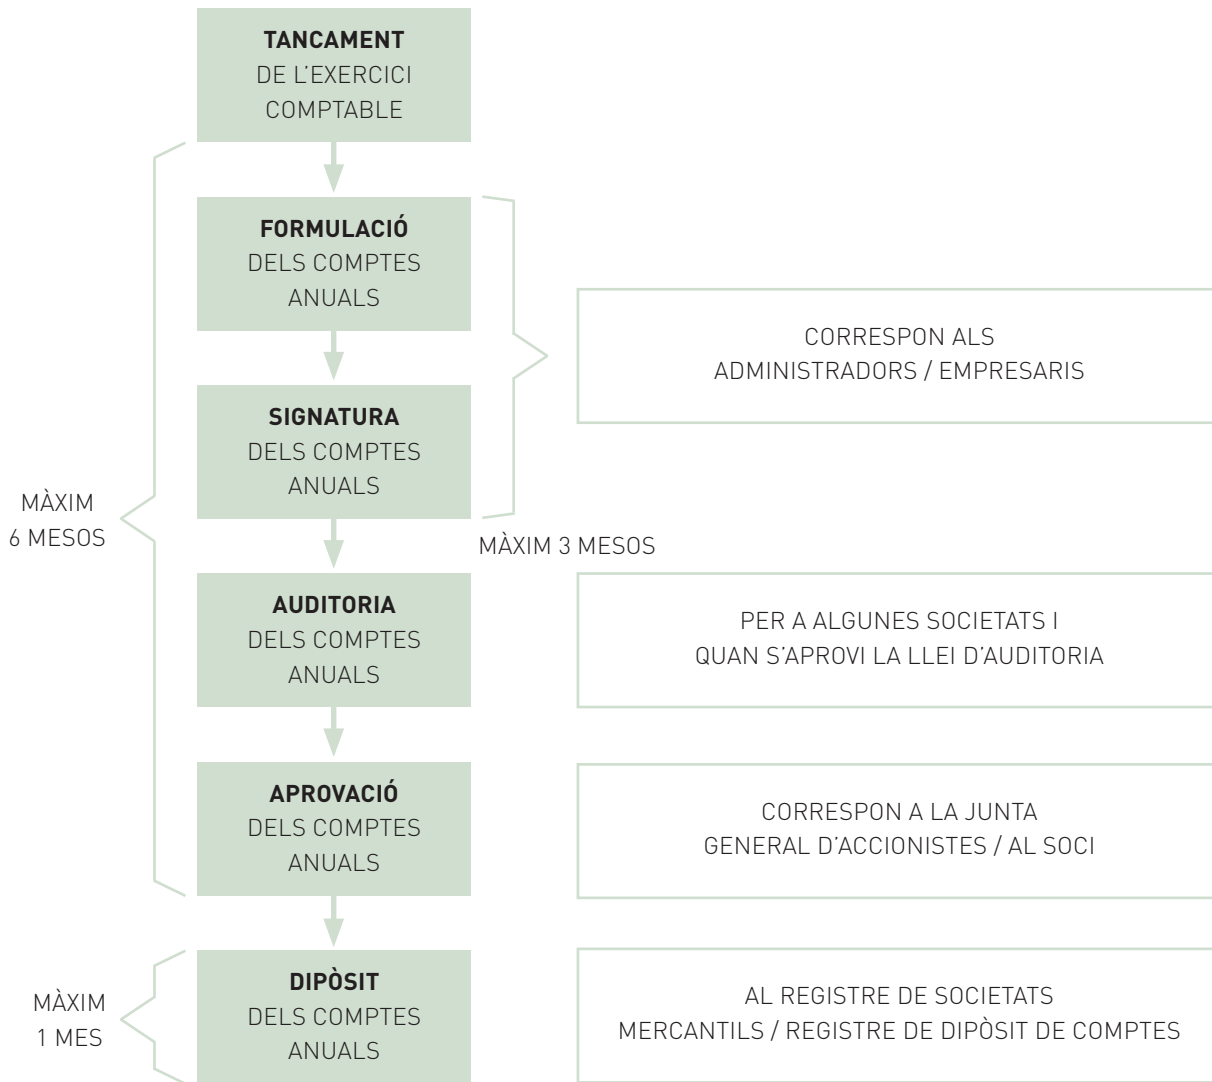 TANCAMENT
DE L'EXERCICI
COMPTABLE
FORMULACIÓ
DELS COMPTES
ANUALS
CORRESPON ALS
ADMINISTRADORS / EMPRESARIS
SIGNATURA
DELS COMPTES
ANUALS
MÀXIM
6 MESOS
MÀXIM 3 MESOS
AUDITORIA
DELS COMPTES
ANUALS
PER A ALGUNES SOCIETATS I
QUAN S'APROVI LA LLEI D'AUDITORIA
APROVACIÓ
DELS COMPTES
ANUALS
CORRESPON A LA JUNTA
GENERAL D'ACCIONISTES / AL SOCI
MÀXIM
1 MES
DIPÒSIT
DELS COMPTES
ANUALS
AL REGISTRE DE SOCIETATS
MERCANTILS / REGISTRE DE DIPÒSIT DE COMPTES